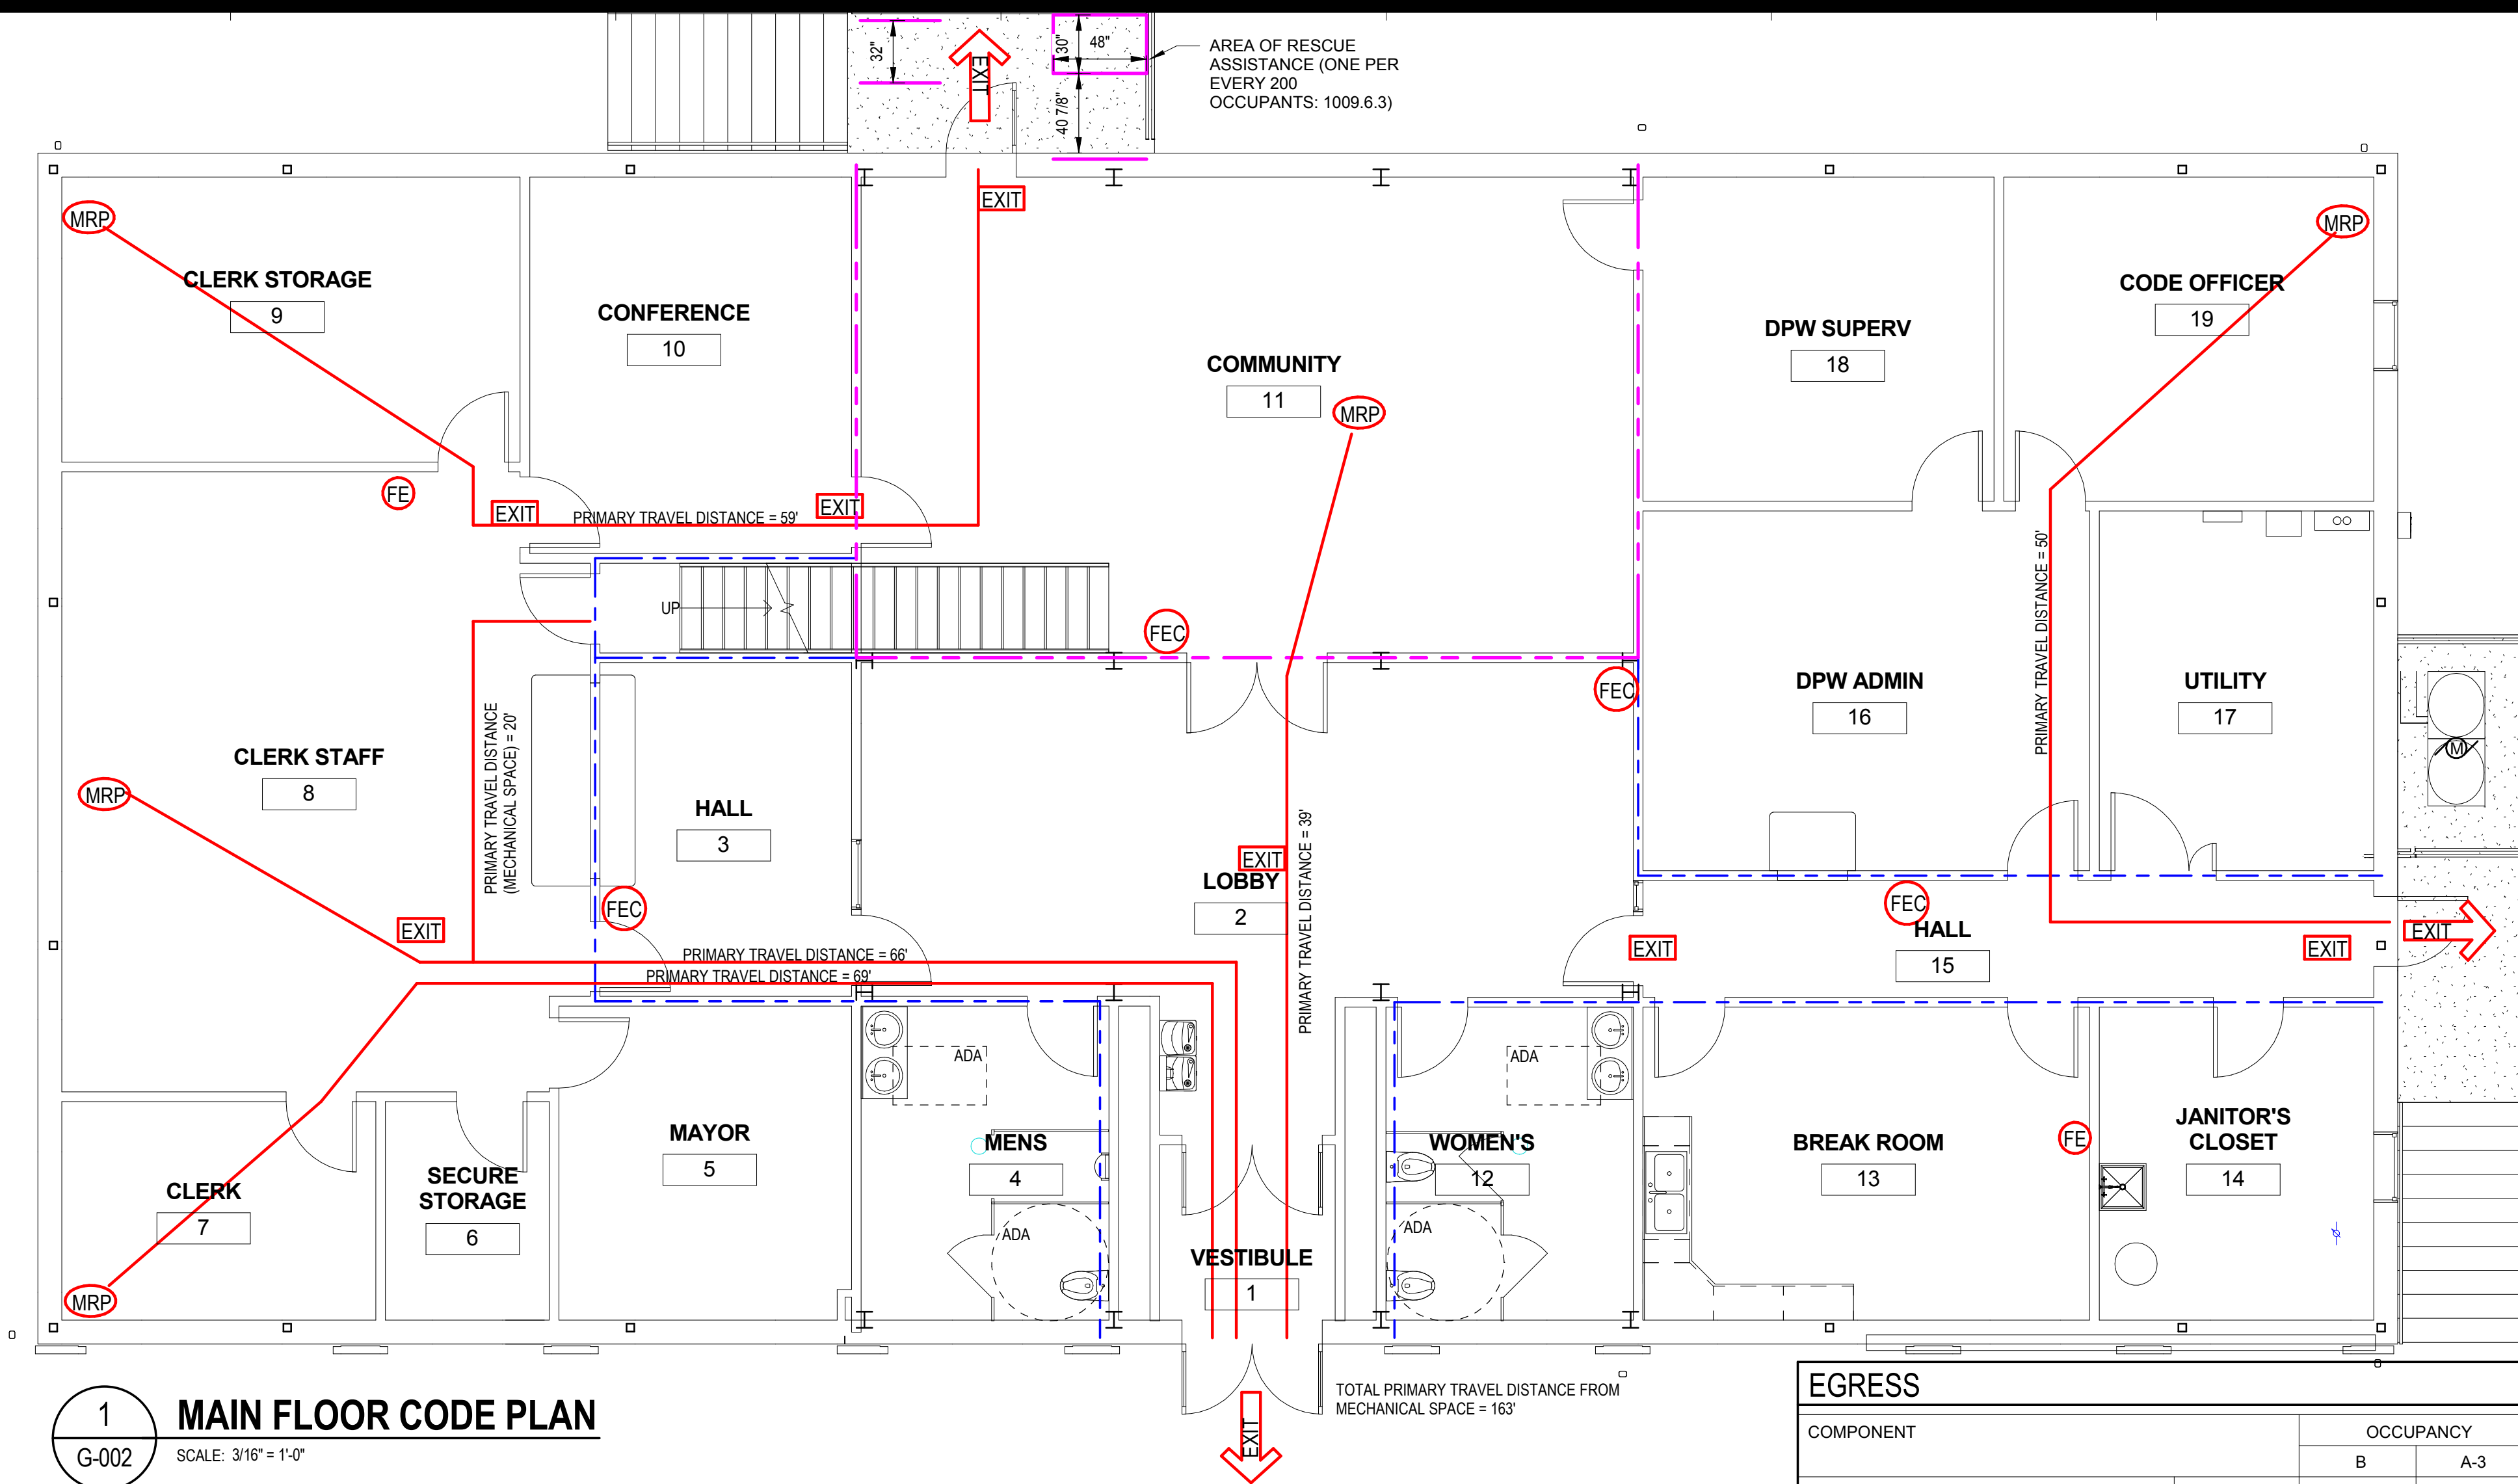 32"
EXIT
30"
48"
40 7/8"
AREA OF RESCUE
ASSISTANCE (ONE PER
EVERY 200
OCCUPANTS: 1009.6.3)
MRP
EXIT
MRP
CLERK STORAGE
9
CONFERENCE
10
COMMUNITY
11
MRP
DPW SUPERV
18
CODE OFFICER
19
FE
EXIT
PRIMARY TRAVEL DISTANCE = 59'
EXIT
UP
FEC
FEC
PRIMARY TRAVEL DISTANCE = 50'
DPW ADMIN
16
UTILITY
17
M
CLERK STAFF
8
MRP
PRIMARY TRAVEL DISTANCE
(MECHANICAL SPACE) = 20'
HALL
3
FEC
EXIT
LOBBY
2
EXIT
PRIMARY TRAVEL DISTANCE = 39'
PRIMARY TRAVEL DISTANCE = 66'
PRIMARY TRAVEL DISTANCE = 69'
EXIT
FEC
HALL
15
EXIT
EXIT
ADA
ADA
MAYOR
5
MENS
4
ADA
WOMEN'S
12
ADA
BREAK ROOM
13
FE
JANITOR'S
CLOSET
14
CLERK
7
SECURE
STORAGE
6
VESTIBULE
1
MRP
TOTAL PRIMARY TRAVEL DISTANCE FROM
MECHANICAL SPACE = 163'
EXIT
1
G-002
MAIN FLOOR CODE PLAN
SCALE: 3/16" = 1'-0"
EGRESS
COMPONENT
OCCUPANCY
B
A-3